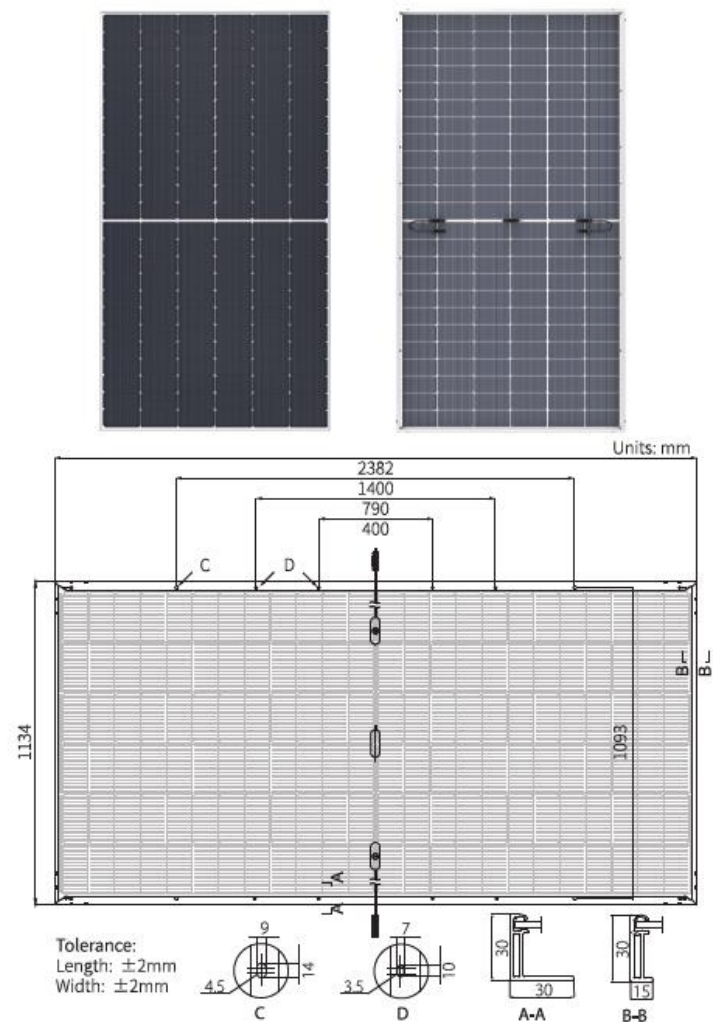 Units: mm
2382
1400
790
400
C
D
B
B
1134
1093
A
A
Tolerance:
Length: ±2mm
Width: ±2mm
9
14
4.5
C
7
10
3.5
D
30
30
A-A
30
15
B-B